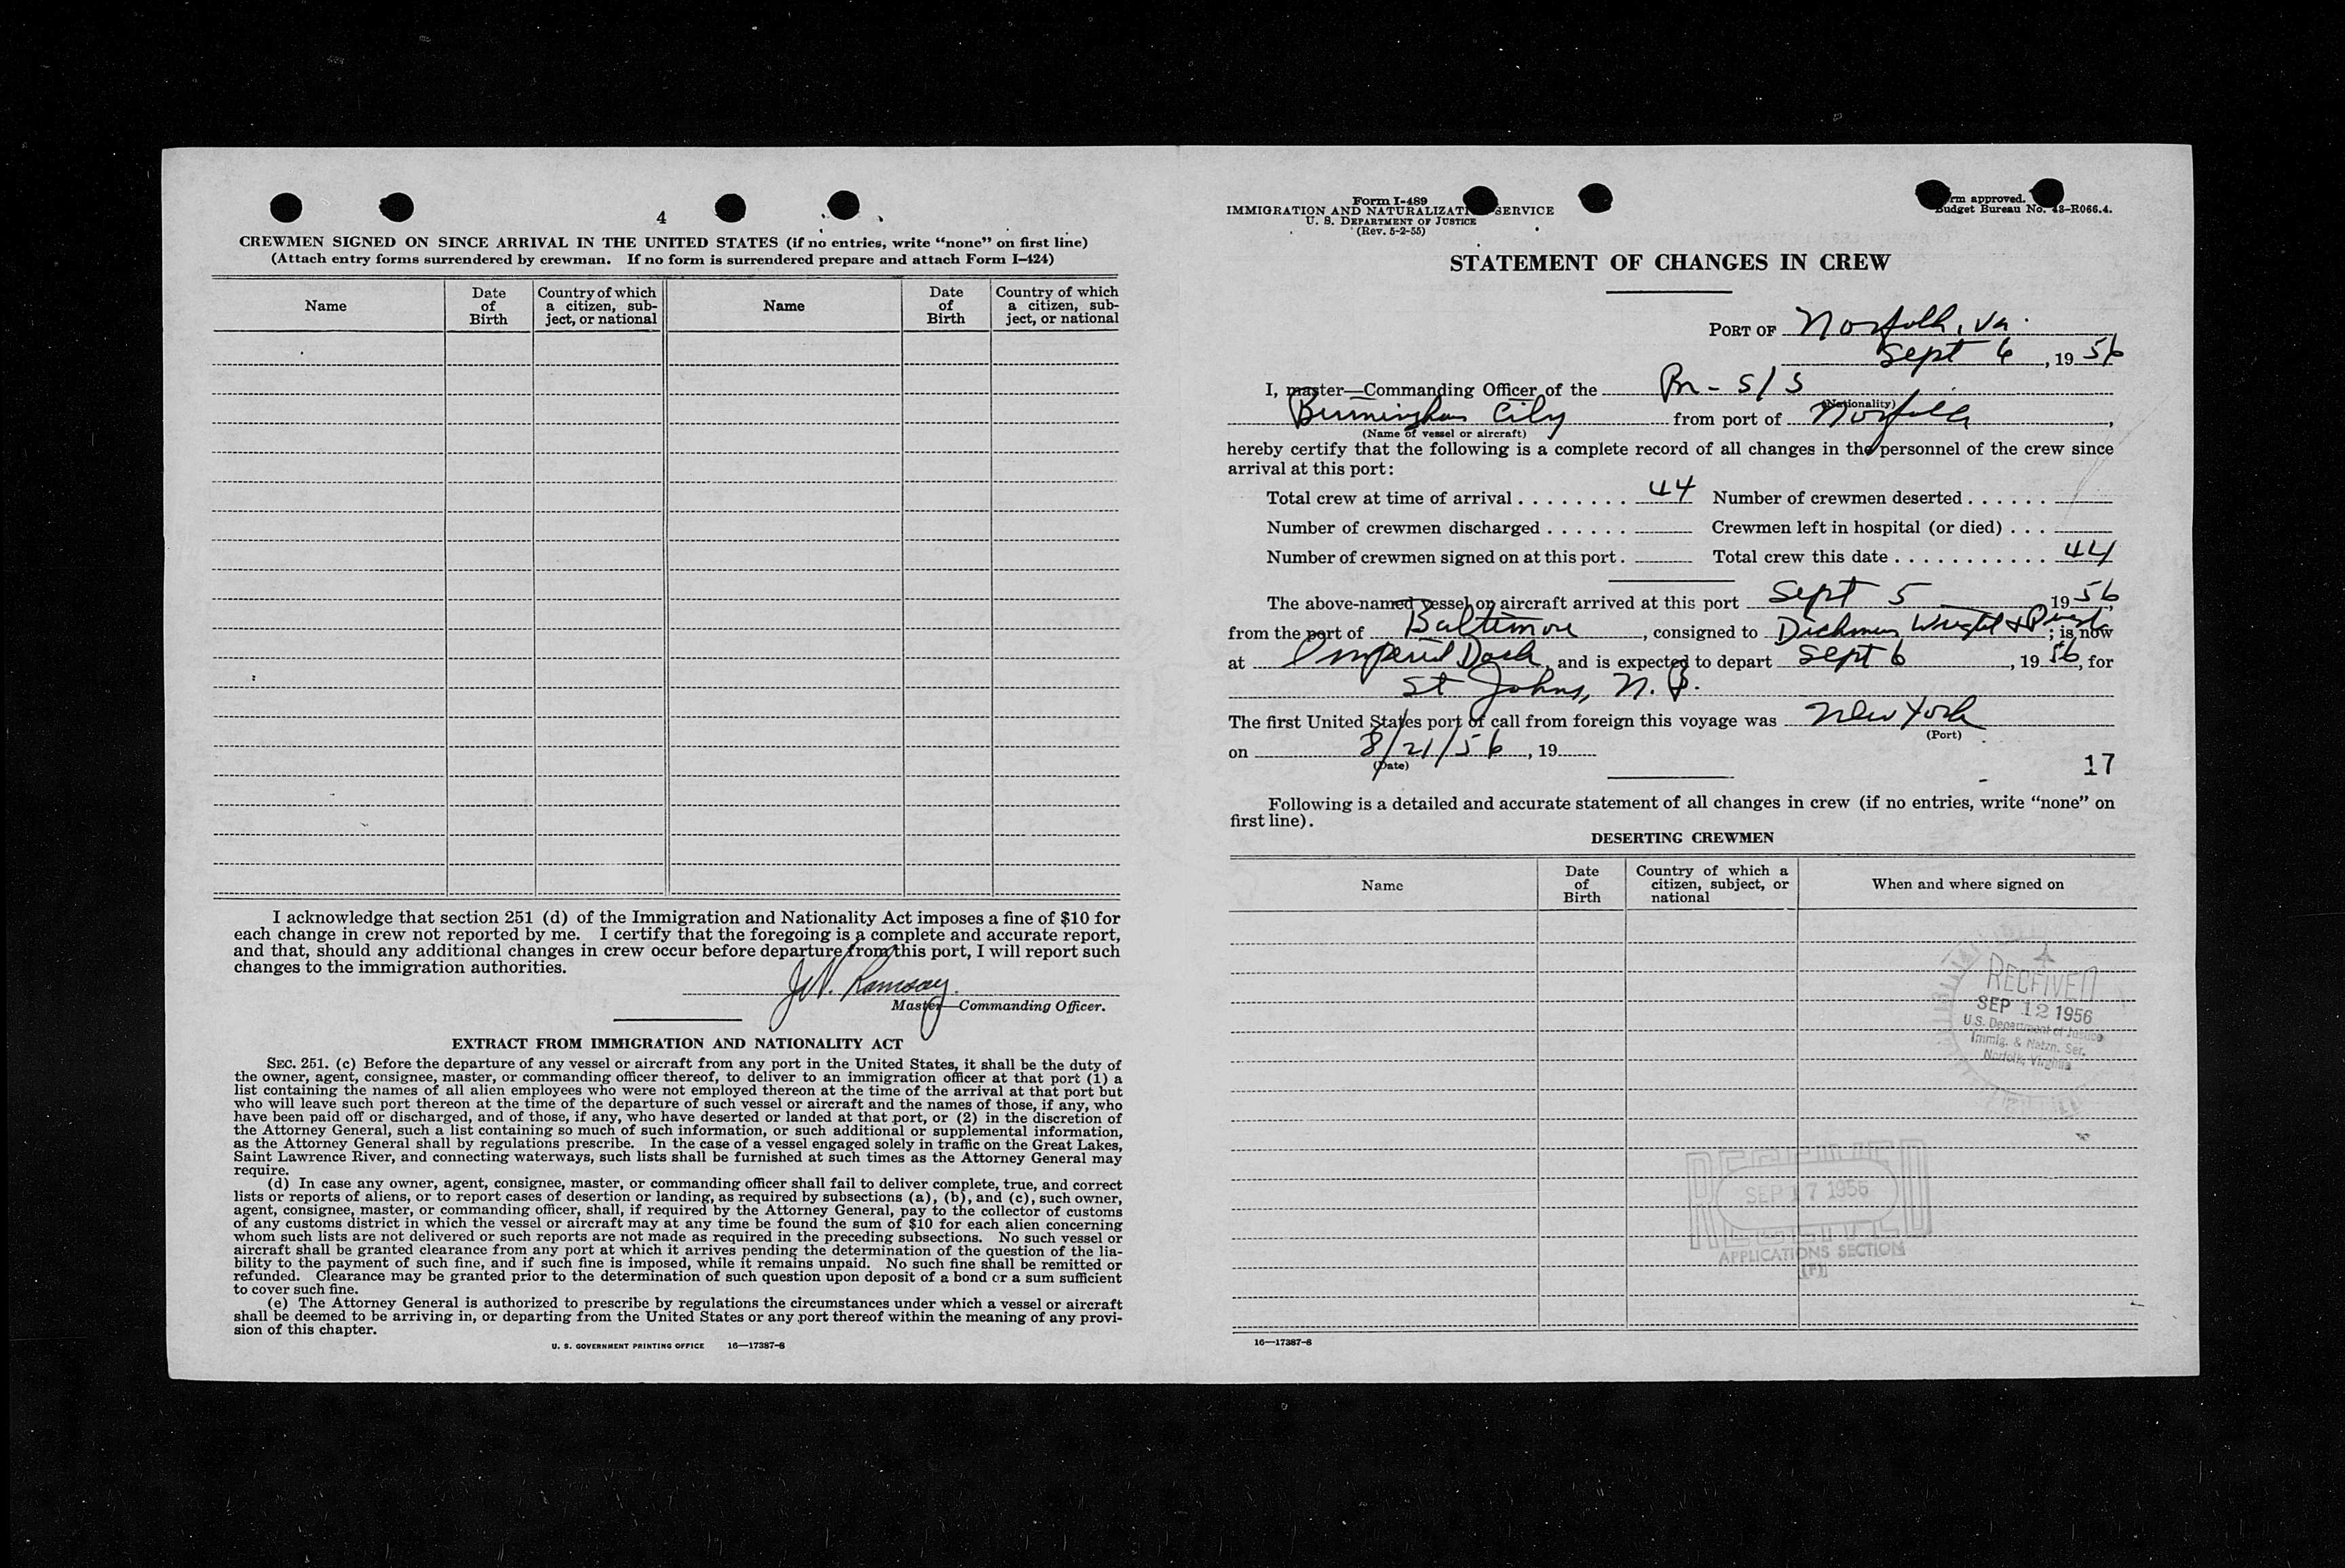 4
CREWMEN SIGNED ON SINCE ARRIVAL IN THE UNITED STATES (if no entries, write “none” on first line)
(Attach entry forms surrendered by crewman. If no form is surrendered prepare and attach Form I–424)
Name
Date of Birth
Country of which a citizen, sub-
ject, or national
Name
Date of Birth
Country of which a citizen, sub-
ject, or national
I acknowledge that section 251 (d) of the Immigration and Nationality Act imposes a fine of $10 for
each change in crew not reported by me. I certify that the foregoing is a complete and accurate report,
and that, should any additional changes in crew occur before departure from this port, I will report such
changes to the immigration authorities.
Ramsay
Master—Commanding Officer.
EXTRACT FROM IMMIGRATION AND NATIONALITY ACT
SEC. 251. (c) Before the departure of any vessel or aircraft from any port in the United States, it shall be the duty of
the owner, agent, consignee, master, or commanding officer thereof, to deliver to an immigration officer at that port (1) a
list containing the names of all alien employees who were not employed thereon at the time of the arrival at that port but
who will leave such port thereon at the time of the departure of such vessel or aircraft and the names of those, if any, who
have been paid off or discharged, and of those, if any, who have deserted or landed at that port, or (2) in the discretion of
the Attorney General, such a list containing so much of such information, or such additional or supplemental information,
as the Attorney General shall by regulations prescribe. In the case of a vessel engaged solely in traffic on the Great Lakes,
Saint Lawrence River, and connecting waterways, such lists shall be furnished at such times as the Attorney General may
require.
(d) In case any owner, agent, consignee, master, or commanding officer shall fail to deliver complete, true, and correct
lists or reports of aliens, or to report cases of desertion or landing, as required by subsections (a), (b), and (c), such owner,
agent, consignee, master, or commanding officer, shall, if required by the Attorney General, pay to the collector of customs
of any customs district in which the vessel or aircraft may at any time be found the sum of $10 for each alien concerning
whom such lists are not delivered or such reports are not made as required in the preceding subsections. No such vessel or
aircraft shall be granted clearance from any port at which it arrives pending the determination of the question of the lia-
bility to the payment of such fine, and if such fine is imposed, while it remains unpaid. No such fine shall be remitted or
refunded. Clearance may be granted prior to the determination of such question upon deposit of a bond or a sum sufficient
to cover such fine.
(e) The Attorney General is authorized to prescribe by regulations the circumstances under which a vessel or aircraft
shall be deemed to be arriving in, or departing from the United States or any port thereof within the meaning of any provi-
sion of this chapter.
U. S. GOVERNMENT PRINTING OFFICE 16—17387-8
Form I-489
IMMIGRATION AND NATURALIZATI SERVICE
U. S. DEPARTMENT OF JUSTICE
(Rev. 5-2-55)
rm approved.
Budget Bureau No. 43-R066.4.
STATEMENT OF CHANGES IN CREW
PORT OF Norfolk, Va.
Sept 6, 1956
I, master—Commanding Officer of the Br - S/S
(Nationality)
Birmingham City from port of Norfolk,
(Name of vessel or aircraft)
hereby certify that the following is a complete record of all changes in the personnel of the crew since
arrival at this port:
Total crew at time of arrival 44 Number of crewmen deserted
Number of crewmen discharged Crewmen left in hospital (or died)
Number of crewmen signed on at this port Total crew this date 44
The above-named vessel or aircraft arrived at this port Sept 5 1956,
from the port of Baltimore, consigned to Dichman Wright & Pugh; is now
at Imperial Dock, and is expected to depart Sept 6, 1956, for
St Johns, N. B.
The first United States port of call from foreign this voyage was New York
(Port)
on 8/21/56, 19
(Date)
17
Following is a detailed and accurate statement of all changes in crew (if no entries, write “none” on
first line).
DESERTING CREWMEN
Name
Date of Birth
Country of which a citizen, subject, or national
When and where signed on
RECEIVED
SEP 12 1956
U.S. Department of Justice
Immig. & Natzn. Ser.
Norfolk, Virginia
RECEIVED
SEP 17 1956
APPLICATIONS SECTION
16—17387-8